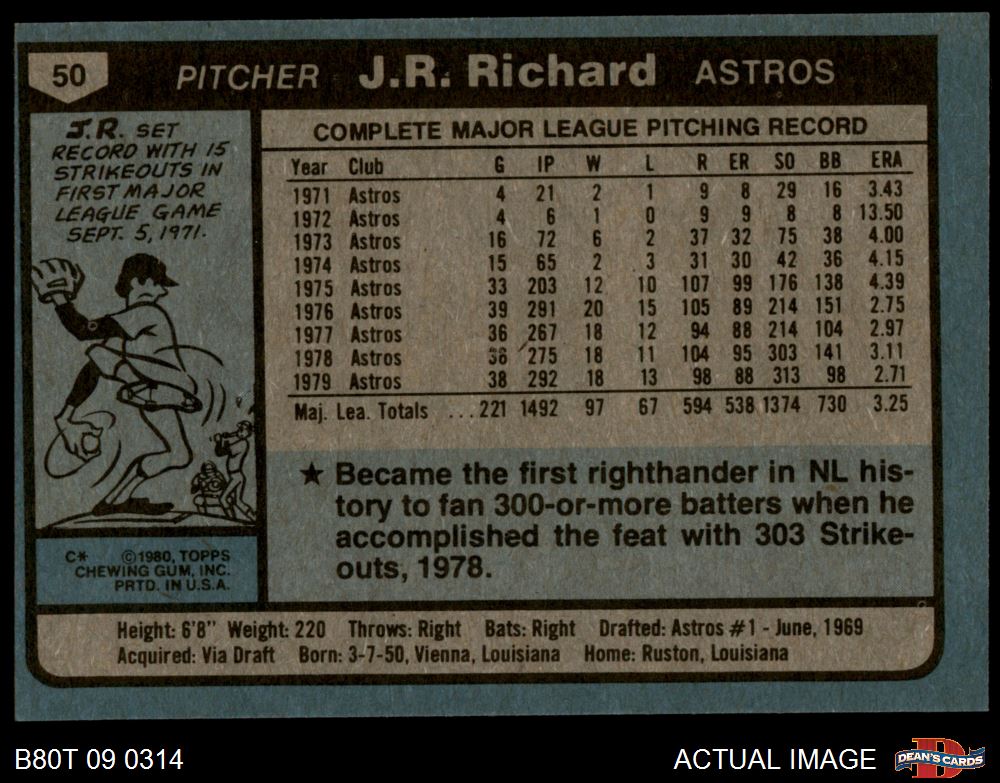 50 PITCHER J.R. Richard ASTROS
J.R. SET
RECORD WITH 15
STRIKEOUTS IN
FIRST MAJOR
LEAGUE GAME
SEPT. 5, 1971.
C* ©1980, TOPPS
CHEWING GUM, INC.
PRTD. IN U.S.A.
COMPLETE MAJOR LEAGUE PITCHING RECORD
Year Club G IP W L R ER SO BB ERA
1971 Astros 4 21 2 1 9 8 29 16 3.43
1972 Astros 4 6 1 0 9 9 8 8 13.50
1973 Astros 16 72 6 2 37 32 75 38 4.00
1974 Astros 15 65 2 3 31 30 42 36 4.15
1975 Astros 33 203 12 10 107 99 176 138 4.39
1976 Astros 39 291 20 15 105 89 214 151 2.75
1977 Astros 36 267 18 12 94 88 214 104 2.97
1978 Astros 36 275 18 11 104 95 303 141 3.11
1979 Astros 38 292 18 13 98 88 313 98 2.71
Maj. Lea. Totals ...221 1492 97 67 594 538 1374 730 3.25
★ Became the first righthander in NL his-
tory to fan 300-or-more batters when he
accomplished the feat with 303 Strike-
outs, 1978.
Height: 6'8" Weight: 220 Throws: Right Bats: Right Drafted: Astros #1 - June, 1969
Acquired: Via Draft Born: 3-7-50, Vienna, Louisiana Home: Ruston, Louisiana
B80T 09 0314 ACTUAL IMAGE D DEAN'S CARDS